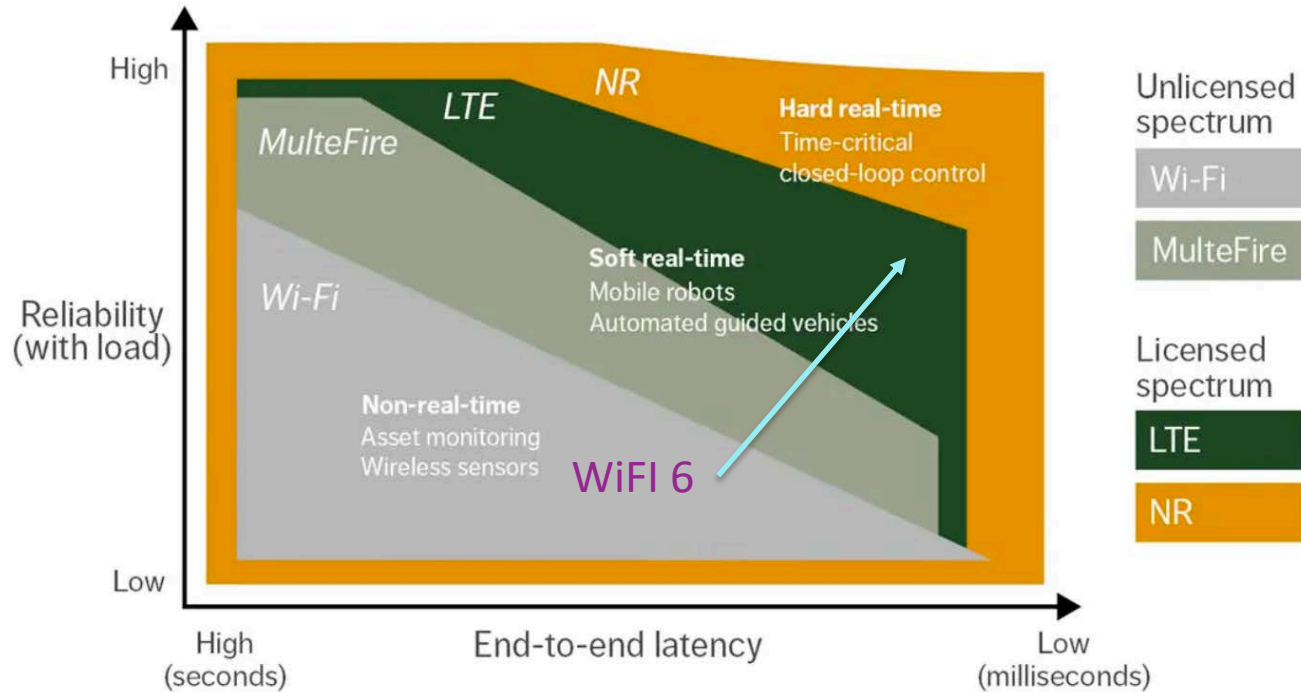 High
NR
LTE
MulteFire
Hard real-time
Time-critical
closed-loop control
Soft real-time
Mobile robots
Automated guided vehicles
Wi-Fi
Non-real-time
Asset monitoring
Wireless sensors
WiFI 6
Reliability
(with load)
Low
High
(seconds)
End-to-end latency
Low
(milliseconds)
Unlicensed
spectrum
Wi-Fi
MulteFire
Licensed
spectrum
LTE
NR